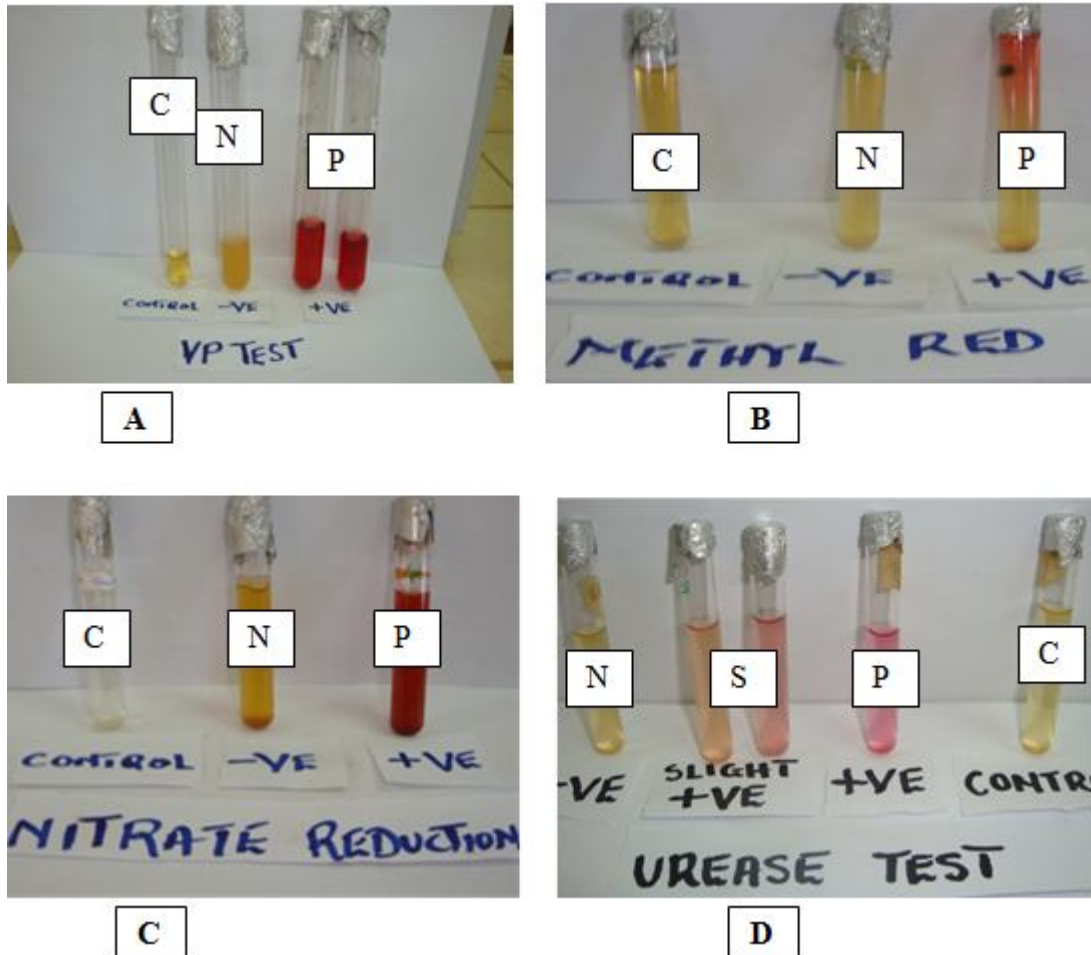 C
N
P
CONTROL -VE +VE
VP TEST
A
C N P
CONTROL -VE +VE
METHYL RED
B
C N P
CONTROL -VE +VE
NITRATE REDUCTION
C
N S P C
-VE SLIGHT +VE +VE CONTR
UREASE TEST
D